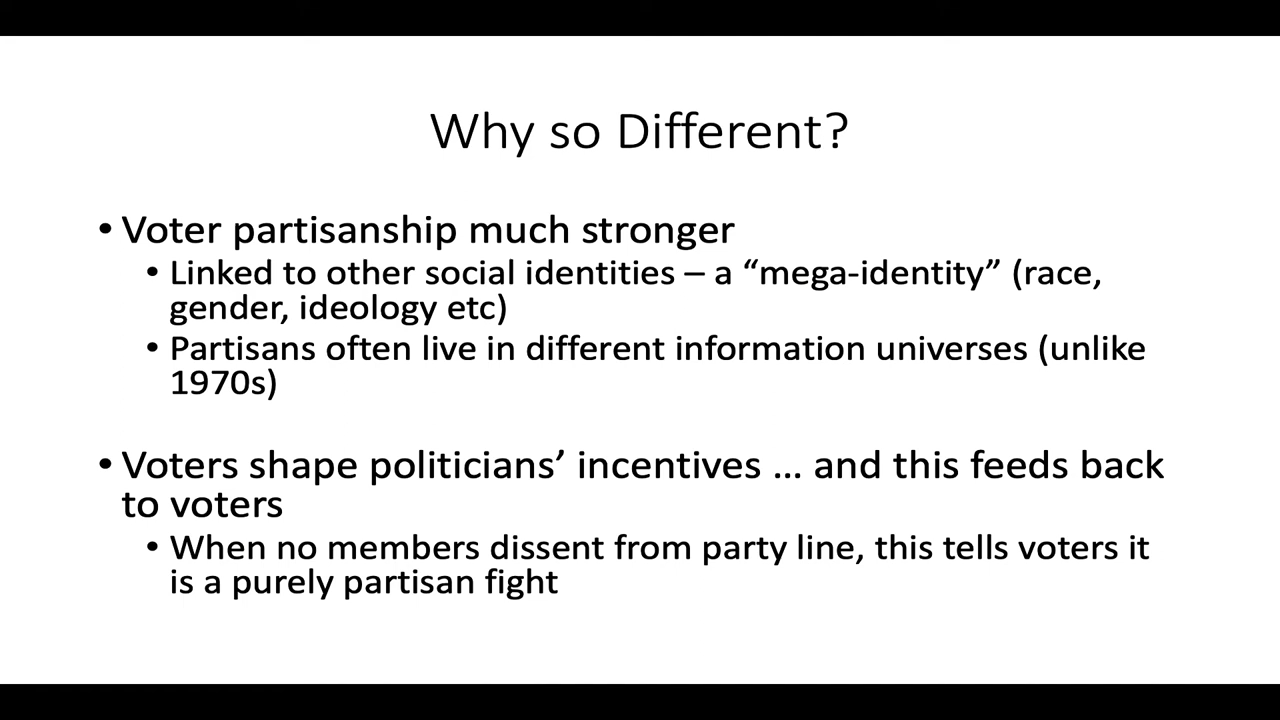 Why so Different?
• Voter partisanship much stronger
• Linked to other social identities – a “mega-identity” (race,
gender, ideology etc)
• Partisans often live in different information universes (unlike
1970s)
• Voters shape politicians’ incentives … and this feeds back
to voters
• When no members dissent from party line, this tells voters it
is a purely partisan fight